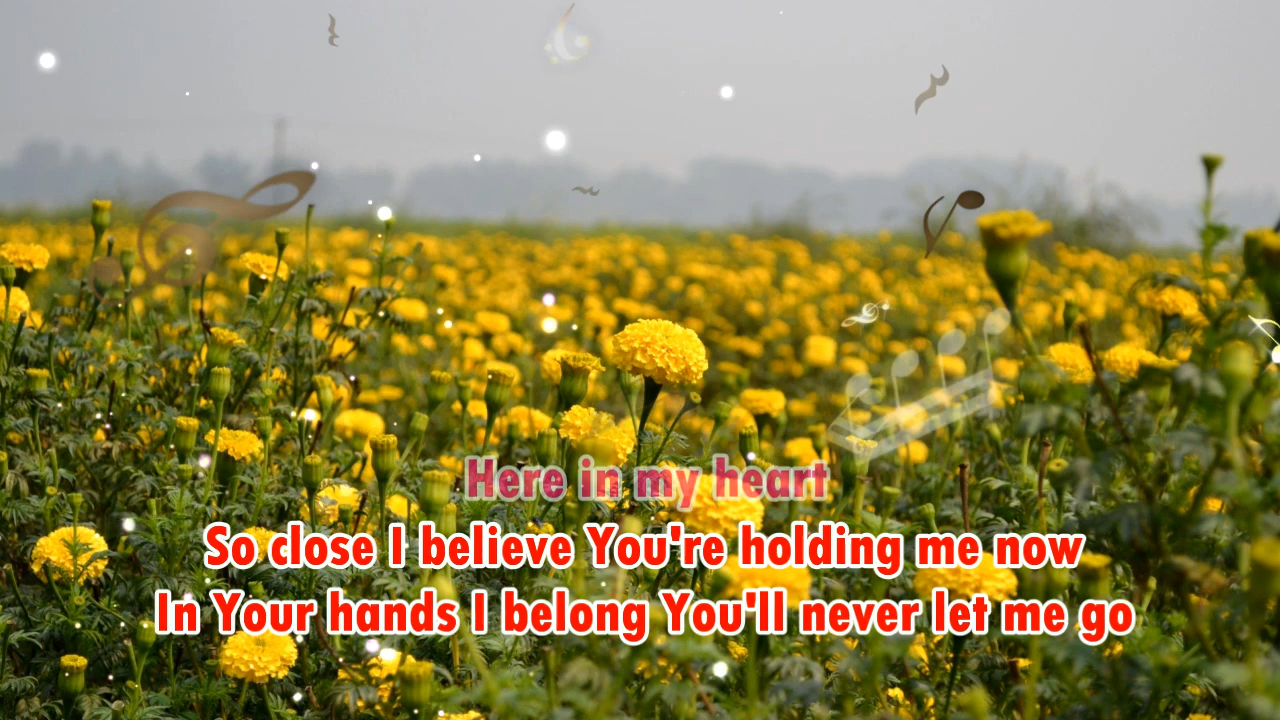 Here in my heart
So close I believe You're holding me now
In Your hands I belong You'll never let me go